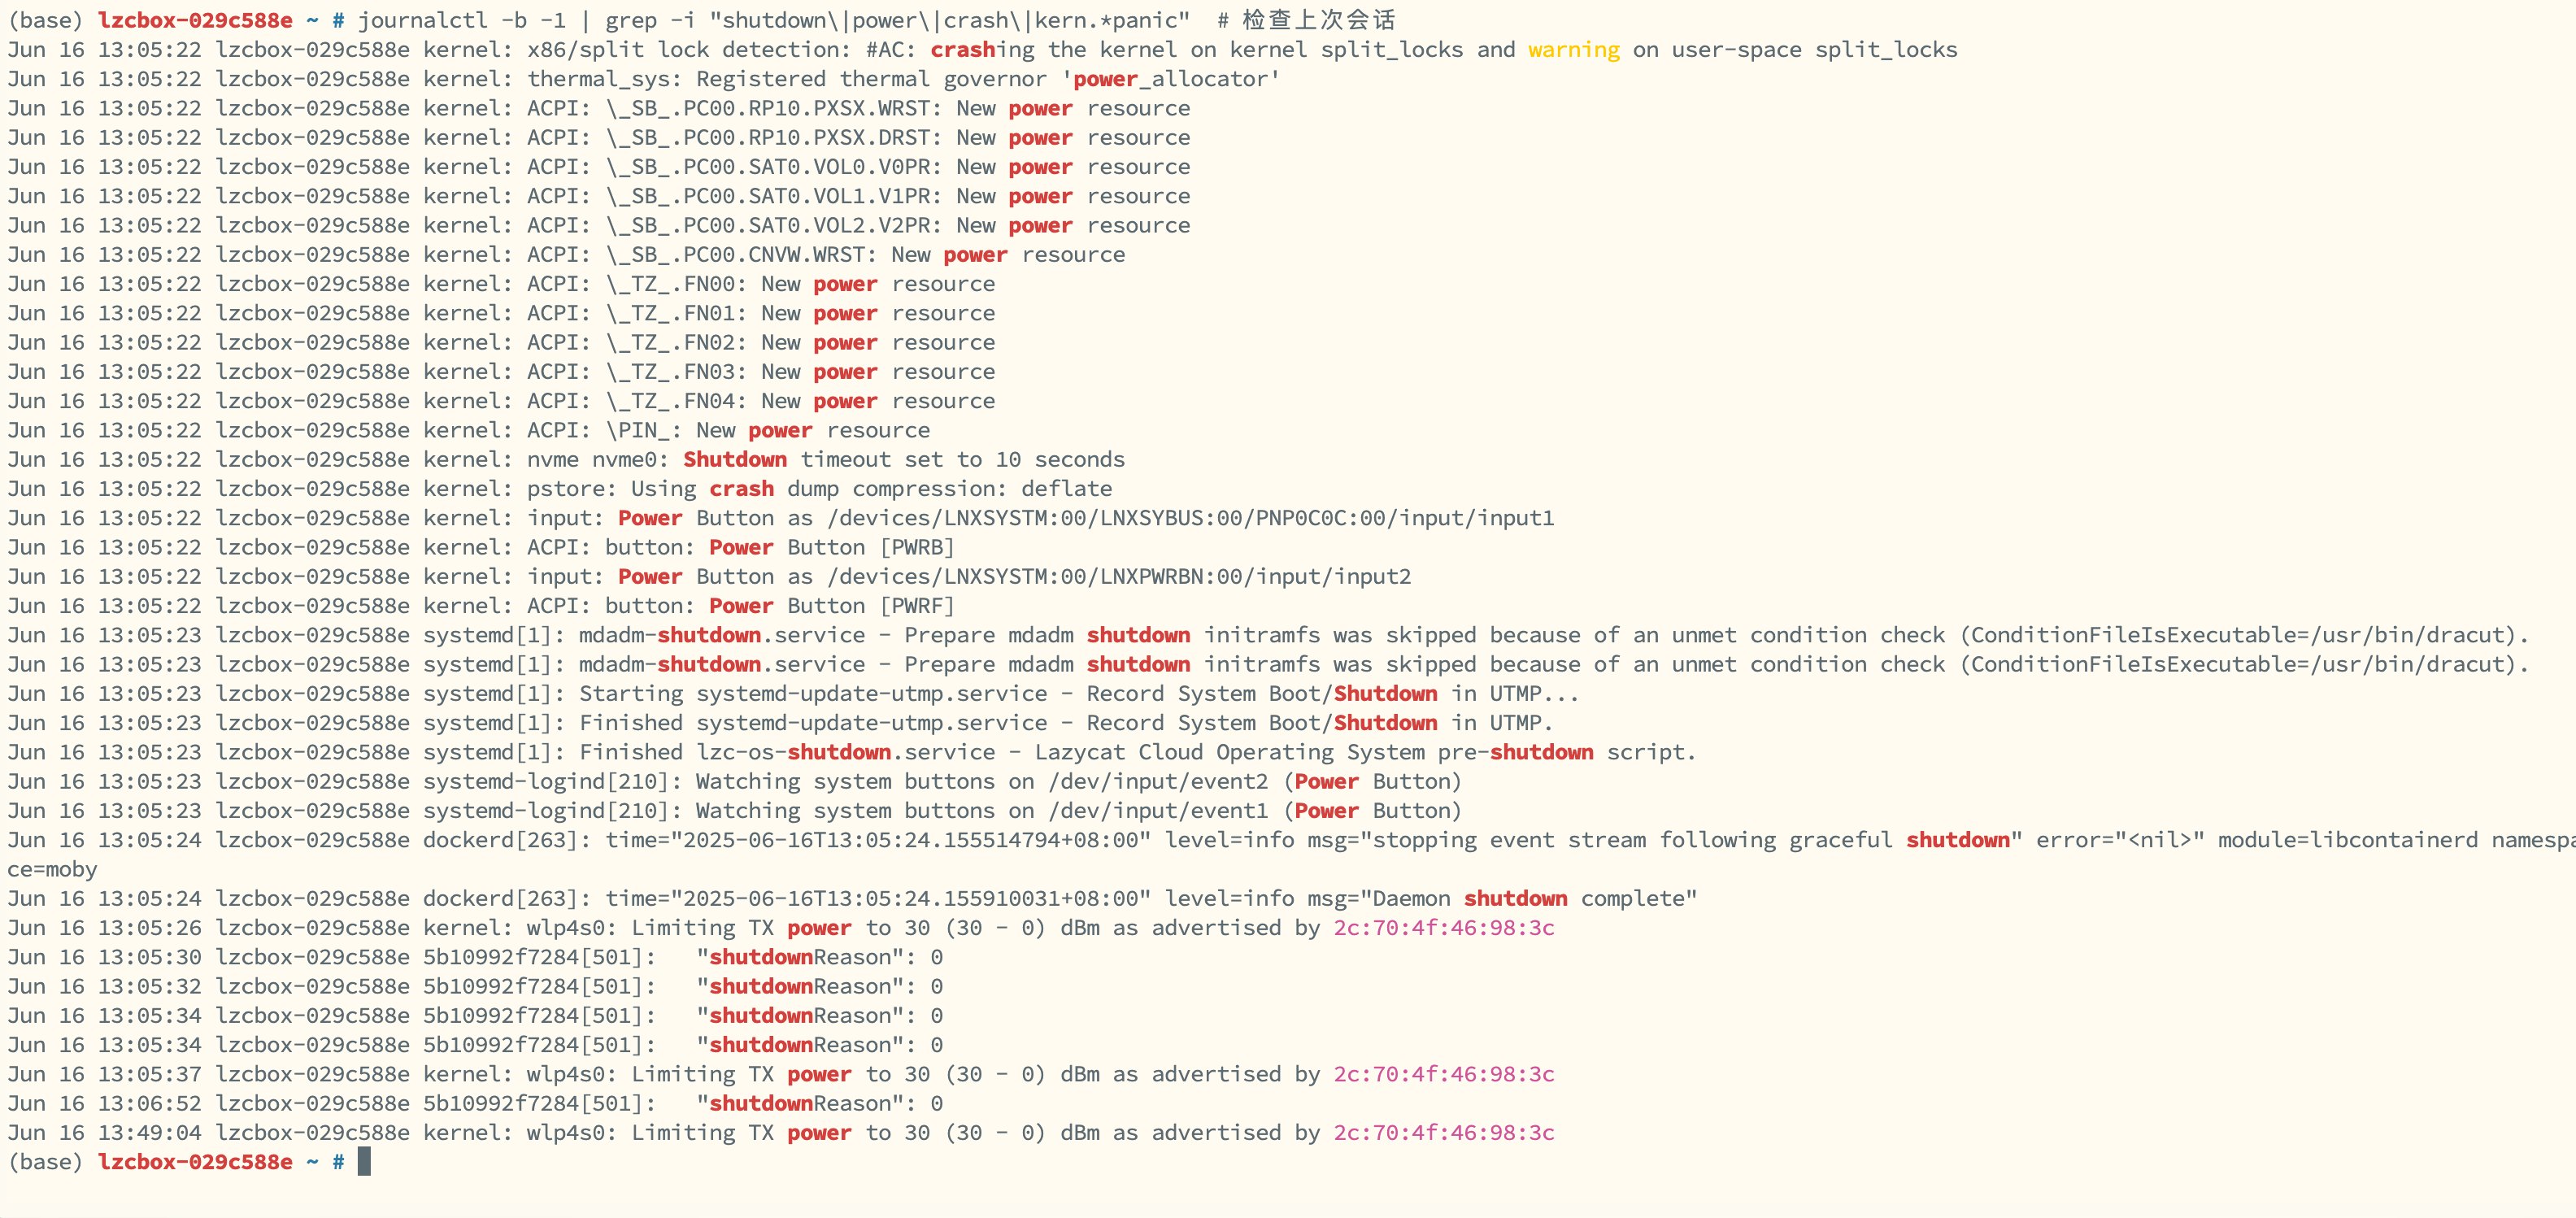 (base) lzcbox-029c588e ~ # journalctl -b -1 | grep -i "shutdown\|power\|crash\|kern.*panic"  # 检查上次会话
Jun 16 13:05:22 lzcbox-029c588e kernel: x86/split lock detection: #AC: crashing the kernel on kernel split_locks and warning on user-space split_locks
Jun 16 13:05:22 lzcbox-029c588e kernel: thermal_sys: Registered thermal governor 'power_allocator'
Jun 16 13:05:22 lzcbox-029c588e kernel: ACPI: \_SB_.PC00.RP10.PXSX.WRST: New power resource
Jun 16 13:05:22 lzcbox-029c588e kernel: ACPI: \_SB_.PC00.RP10.PXSX.DRST: New power resource
Jun 16 13:05:22 lzcbox-029c588e kernel: ACPI: \_SB_.PC00.SAT0.VOL0.V0PR: New power resource
Jun 16 13:05:22 lzcbox-029c588e kernel: ACPI: \_SB_.PC00.SAT0.VOL1.V1PR: New power resource
Jun 16 13:05:22 lzcbox-029c588e kernel: ACPI: \_SB_.PC00.SAT0.VOL2.V2PR: New power resource
Jun 16 13:05:22 lzcbox-029c588e kernel: ACPI: \_SB_.PC00.CNVW.WRST: New power resource
Jun 16 13:05:22 lzcbox-029c588e kernel: ACPI: \_TZ_.FN00: New power resource
Jun 16 13:05:22 lzcbox-029c588e kernel: ACPI: \_TZ_.FN01: New power resource
Jun 16 13:05:22 lzcbox-029c588e kernel: ACPI: \_TZ_.FN02: New power resource
Jun 16 13:05:22 lzcbox-029c588e kernel: ACPI: \_TZ_.FN03: New power resource
Jun 16 13:05:22 lzcbox-029c588e kernel: ACPI: \_TZ_.FN04: New power resource
Jun 16 13:05:22 lzcbox-029c588e kernel: ACPI: \PIN_: New power resource
Jun 16 13:05:22 lzcbox-029c588e kernel: nvme nvme0: Shutdown timeout set to 10 seconds
Jun 16 13:05:22 lzcbox-029c588e kernel: pstore: Using crash dump compression: deflate
Jun 16 13:05:22 lzcbox-029c588e kernel: input: Power Button as /devices/LNXSYSTM:00/LNXSYBUS:00/PNP0C0C:00/input/input1
Jun 16 13:05:22 lzcbox-029c588e kernel: ACPI: button: Power Button [PWRB]
Jun 16 13:05:22 lzcbox-029c588e kernel: input: Power Button as /devices/LNXSYSTM:00/LNXPWRBN:00/input/input2
Jun 16 13:05:22 lzcbox-029c588e kernel: ACPI: button: Power Button [PWRF]
Jun 16 13:05:23 lzcbox-029c588e systemd[1]: mdadm-shutdown.service - Prepare mdadm shutdown initramfs was skipped because of an unmet condition check (ConditionFileIsExecutable=/usr/bin/dracut).
Jun 16 13:05:23 lzcbox-029c588e systemd[1]: mdadm-shutdown.service - Prepare mdadm shutdown initramfs was skipped because of an unmet condition check (ConditionFileIsExecutable=/usr/bin/dracut).
Jun 16 13:05:23 lzcbox-029c588e systemd[1]: Starting systemd-update-utmp.service - Record System Boot/Shutdown in UTMP...
Jun 16 13:05:23 lzcbox-029c588e systemd[1]: Finished systemd-update-utmp.service - Record System Boot/Shutdown in UTMP.
Jun 16 13:05:23 lzcbox-029c588e systemd[1]: Finished lzc-os-shutdown.service - Lazycat Cloud Operating System pre-shutdown script.
Jun 16 13:05:23 lzcbox-029c588e systemd-logind[210]: Watching system buttons on /dev/input/event2 (Power Button)
Jun 16 13:05:23 lzcbox-029c588e systemd-logind[210]: Watching system buttons on /dev/input/event1 (Power Button)
Jun 16 13:05:24 lzcbox-029c588e dockerd[263]: time="2025-06-16T13:05:24.155514794+08:00" level=info msg="stopping event stream following graceful shutdown" error="<nil>" module=libcontainerd namespa
ce=moby
Jun 16 13:05:24 lzcbox-029c588e dockerd[263]: time="2025-06-16T13:05:24.155910031+08:00" level=info msg="Daemon shutdown complete"
Jun 16 13:05:26 lzcbox-029c588e kernel: wlp4s0: Limiting TX power to 30 (30 - 0) dBm as advertised by 2c:70:4f:46:98:3c
Jun 16 13:05:30 lzcbox-029c588e 5b10992f7284[501]:   "shutdownReason": 0
Jun 16 13:05:32 lzcbox-029c588e 5b10992f7284[501]:   "shutdownReason": 0
Jun 16 13:05:34 lzcbox-029c588e 5b10992f7284[501]:   "shutdownReason": 0
Jun 16 13:05:34 lzcbox-029c588e 5b10992f7284[501]:   "shutdownReason": 0
Jun 16 13:05:37 lzcbox-029c588e kernel: wlp4s0: Limiting TX power to 30 (30 - 0) dBm as advertised by 2c:70:4f:46:98:3c
Jun 16 13:06:52 lzcbox-029c588e 5b10992f7284[501]:   "shutdownReason": 0
Jun 16 13:49:04 lzcbox-029c588e kernel: wlp4s0: Limiting TX power to 30 (30 - 0) dBm as advertised by 2c:70:4f:46:98:3c
(base) lzcbox-029c588e ~ #